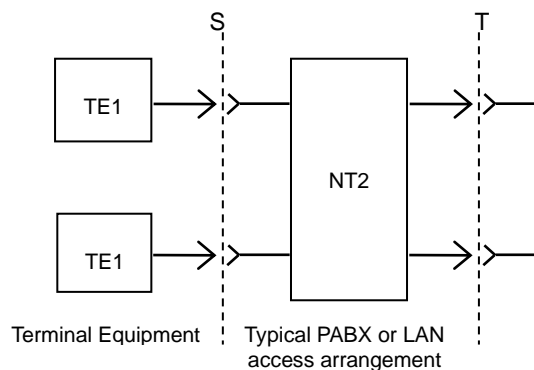 S
T
TE1
NT2
TE1
Terminal Equipment
Typical PABX or LAN
access arrangement